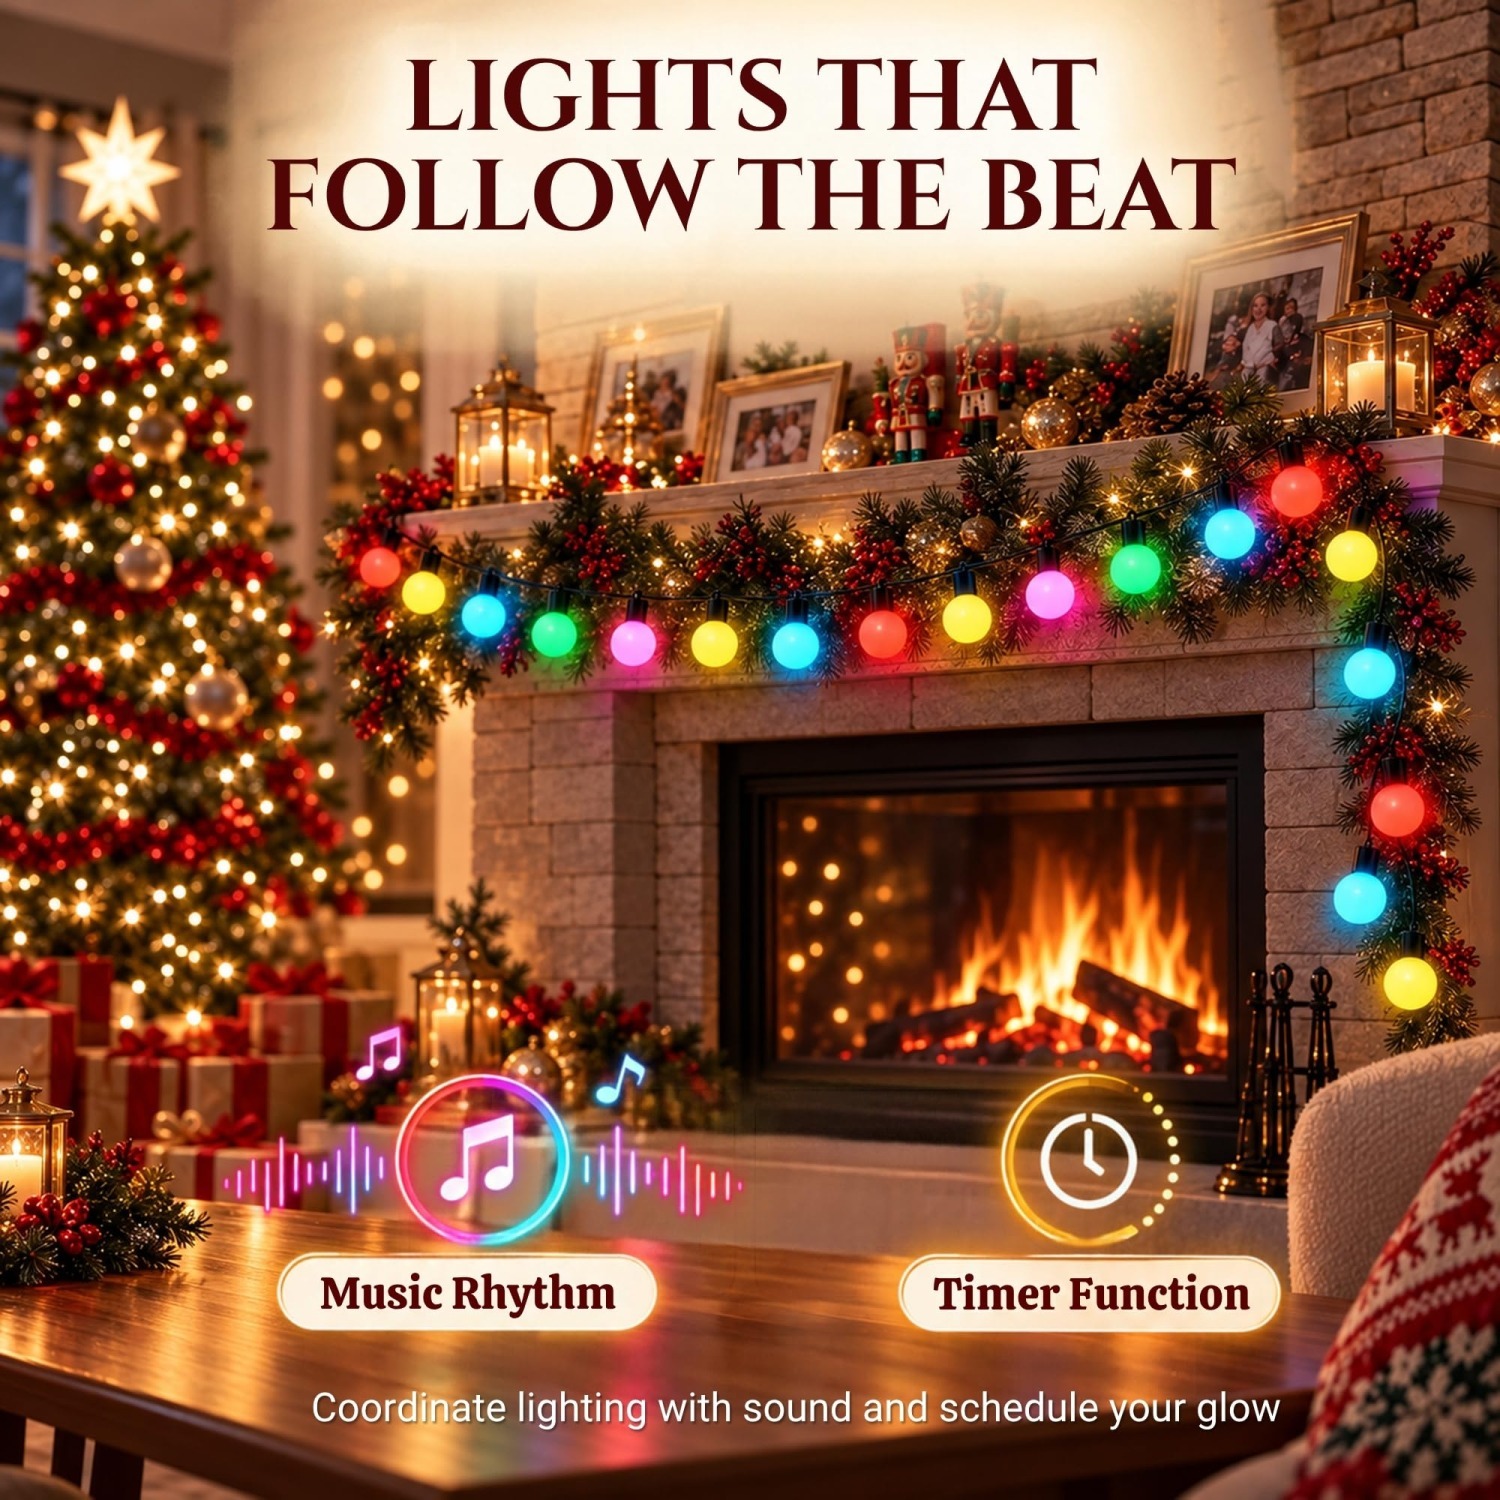 LIGHTS THAT
FOLLOW THE BEAT
Music Rhythm
Timer Function
Coordinate lighting with sound and schedule your glow